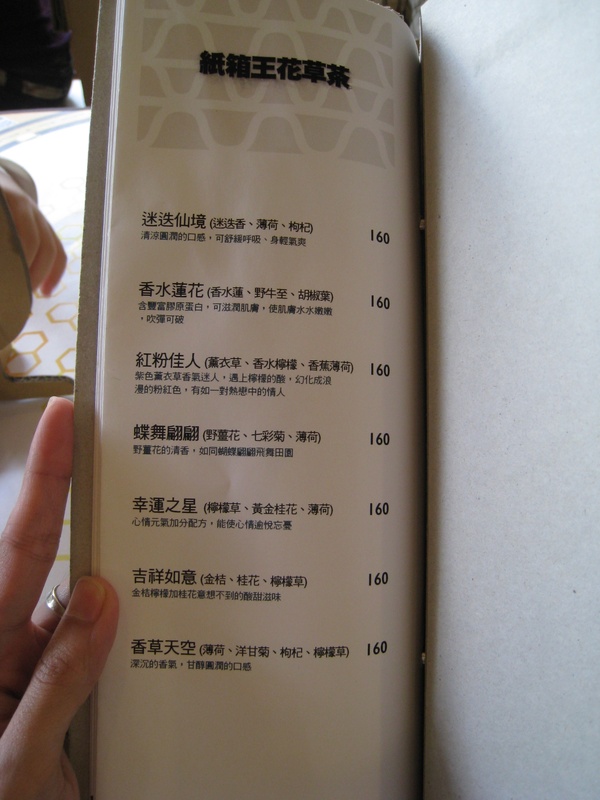 紙箱王花草茶
迷迭仙境 (迷迭香、薄荷、枸杞) 160
清涼圓潤的口感，可舒緩呼吸、身輕氣爽
香水蓮花 (香水蓮、野牛至、胡椒葉) 160
含豐富膠原蛋白，可滋潤肌膚，使肌膚水水嫩嫩
，吹彈可破
紅粉佳人 (薰衣草、香水檸檬、香蕉薄荷) 160
紫色薰衣草香氣迷人，遇上檸檬的酸，幻化成浪
漫的粉紅色，有如一對熱戀中的情人
蝶舞翩翩 (野薑花、七彩菊、薄荷) 160
野薑花的清香，如同蝴蝶翩翩飛舞田園
幸運之星 (檸檬草、黃金桂花、薄荷) 160
心情元氣加分配方，能使心情逾悅忘憂
吉祥如意 (金桔、桂花、檸檬草) 160
金桔檸檬加桂花意想不到的酸甜滋味
香草天空 (薄荷、洋甘菊、枸杞、檸檬草) 160
深沉的香氣，甘醇圓潤的口感